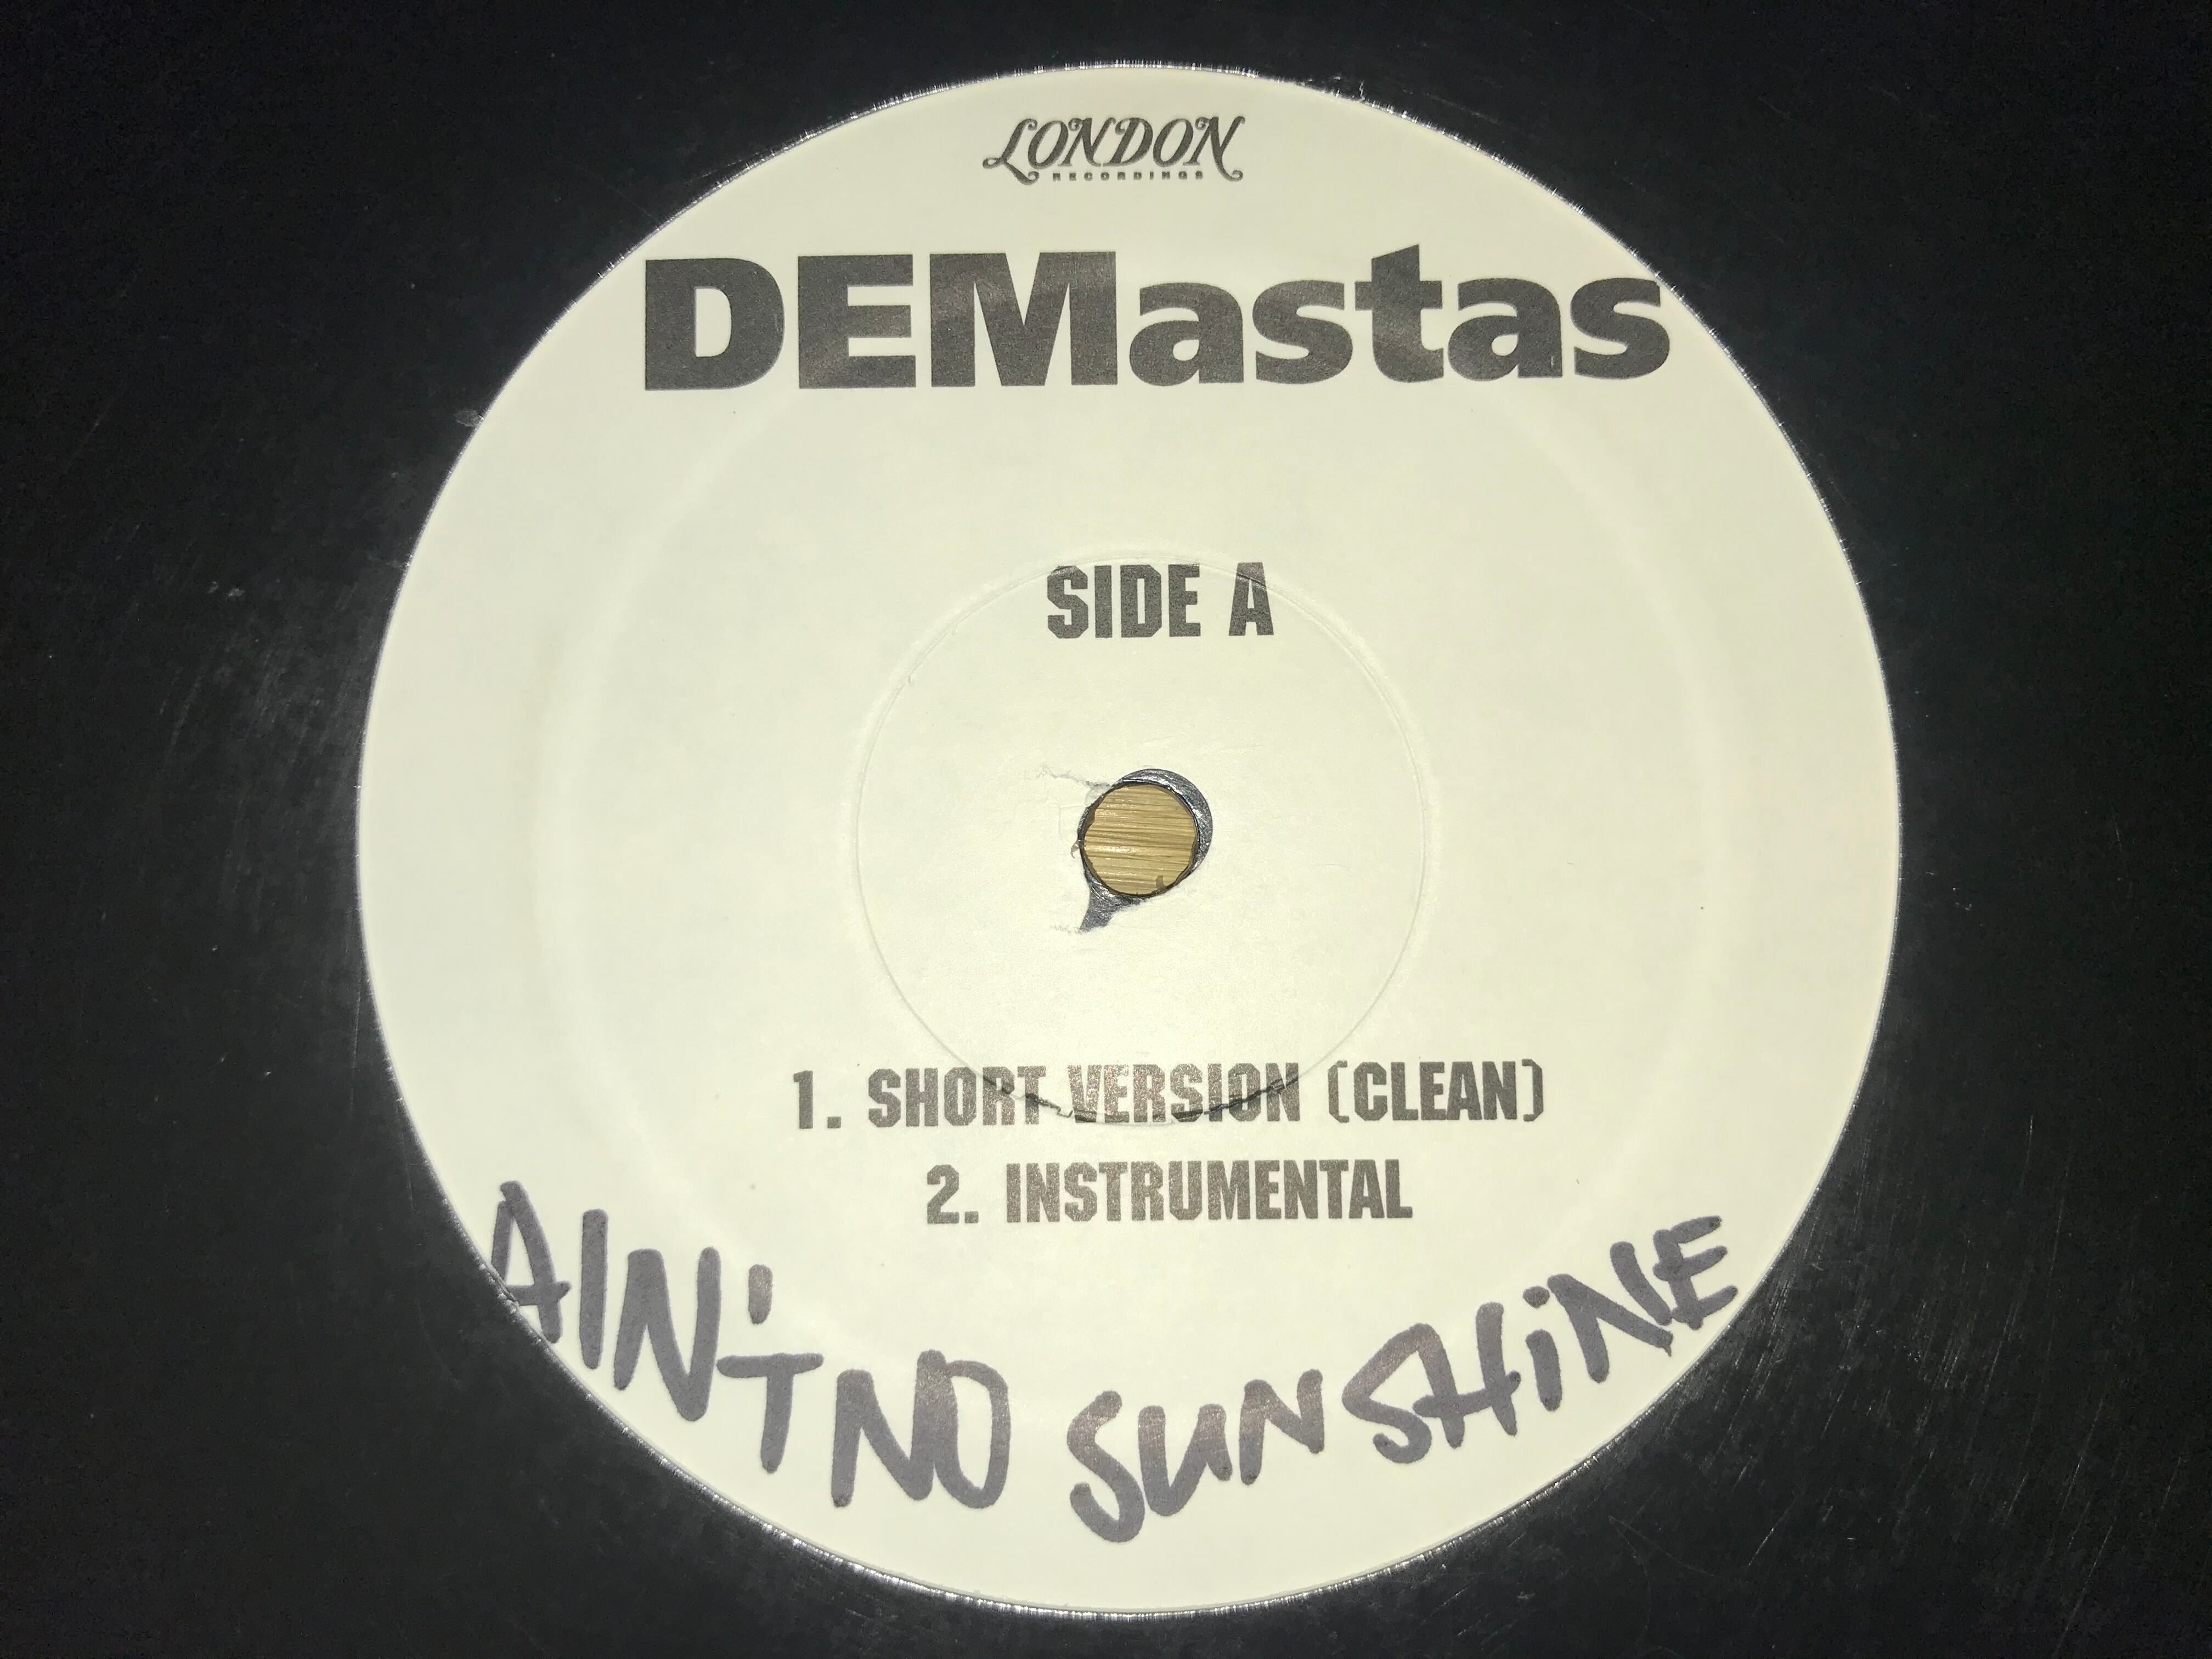 LONDON
RECORDINGS
DEMastas
SIDE A
1. SHORT VERSION (CLEAN)
2. INSTRUMENTAL
AIN'T NO SUNSHiNE